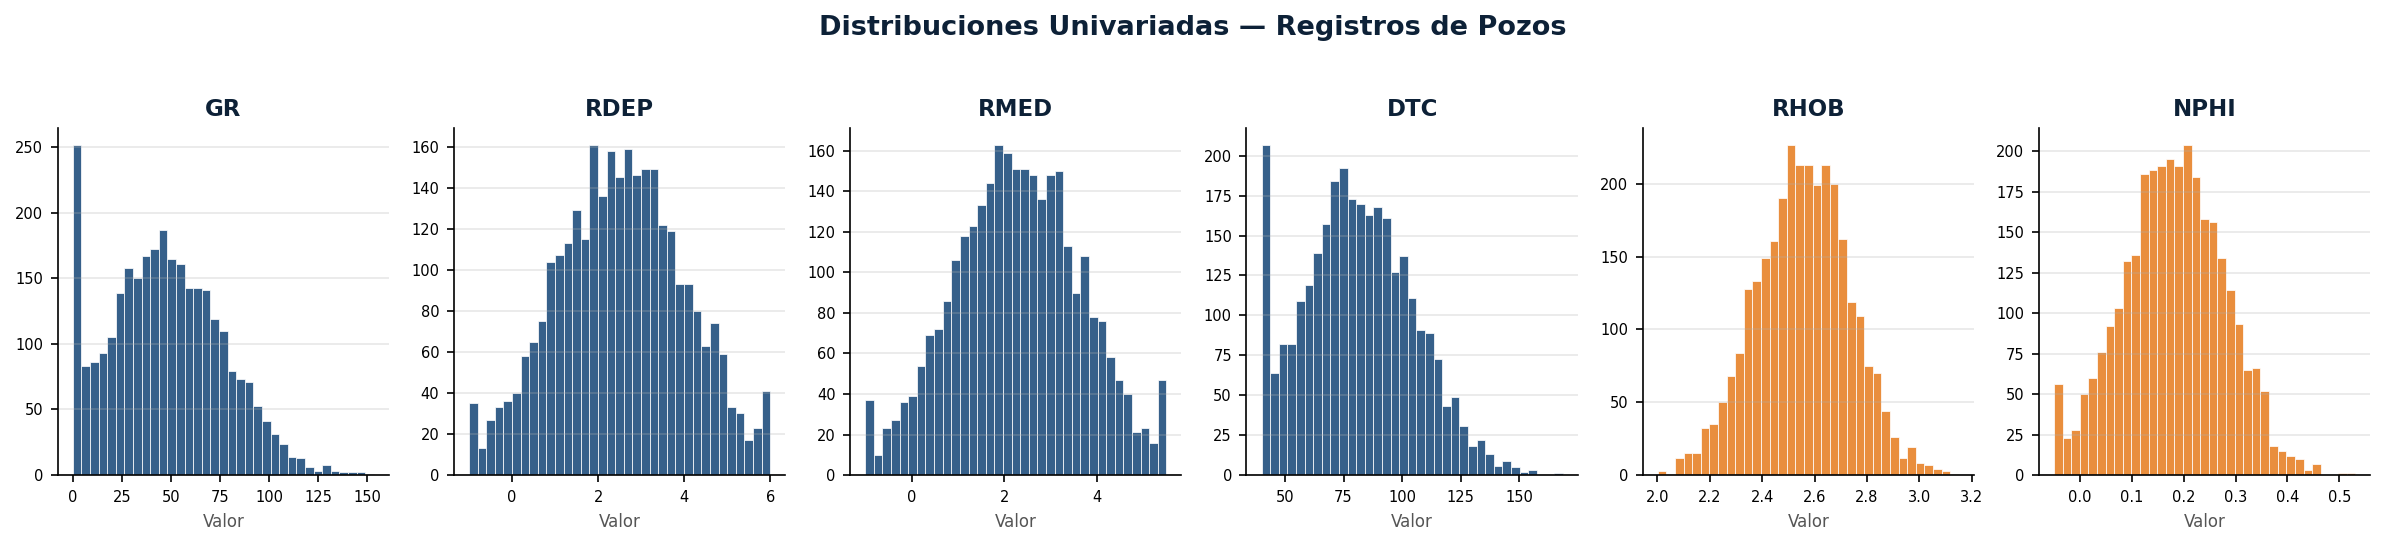 Distribuciones Univariadas — Registros de Pozos
GR
250
200
150
100
50
0
0 25 50 75 100 125 150
Valor
RDEP
160
140
120
100
80
60
40
20
0
0 2 4 6
Valor
RMED
160
140
120
100
80
60
40
20
0
0 2 4
Valor
DTC
200
175
150
125
100
75
50
25
0
50 75 100 125 150
Valor
RHOB
200
150
100
50
0
2.0 2.2 2.4 2.6 2.8 3.0 3.2
Valor
NPHI
200
175
150
125
100
75
50
25
0
0.0 0.1 0.2 0.3 0.4 0.5
Valor